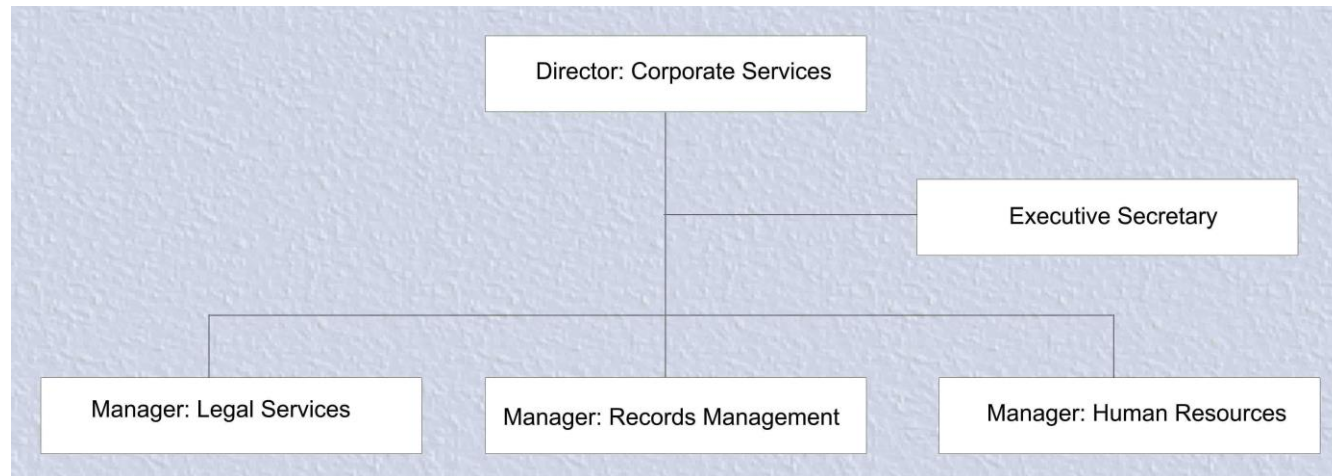 Director: Corporate Services
Executive Secretary
Manager: Legal Services
Manager: Records Management
Manager: Human Resources